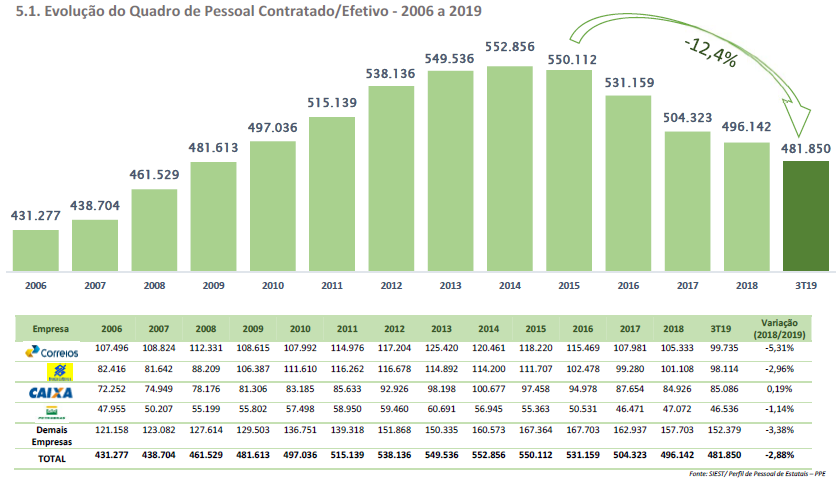 5.1. Evolução do Quadro de Pessoal Contratado/Efetivo - 2006 a 2019
-12,4%
431.277 438.704 461.529 481.613 497.036 515.139 538.136 549.536 552.856 550.112 531.159 504.323 496.142 481.850
2006 2007 2008 2009 2010 2011 2012 2013 2014 2015 2016 2017 2018 3T19
Empresa 2006 2007 2008 2009 2010 2011 2012 2013 2014 2015 2016 2017 2018 3T19 Variação (2018/2019)
Correios 107.496 108.824 112.331 108.615 107.992 114.976 117.204 125.420 120.461 118.220 115.469 107.981 105.333 99.735 -5,31%
82.416 81.642 88.209 106.387 111.610 116.262 116.678 114.892 114.200 111.707 102.478 99.280 101.108 98.114 -2,96%
CAIXA 72.252 74.949 78.176 81.306 83.185 85.633 92.926 98.198 100.677 97.458 94.978 87.654 84.926 85.086 0,19%
47.955 50.207 55.199 55.802 57.498 58.950 59.460 60.691 56.945 55.363 50.531 46.471 47.072 46.536 -1,14%
Demais Empresas 121.158 123.082 127.614 129.503 136.751 139.318 151.868 150.335 160.573 167.364 167.703 162.937 157.703 152.379 -3,38%
TOTAL 431.277 438.704 461.529 481.613 497.036 515.139 538.136 549.536 552.856 550.112 531.159 504.323 496.142 481.850 -2,88%
Fonte: SIEST/ Perfil de Pessoal de Estatais – PPE